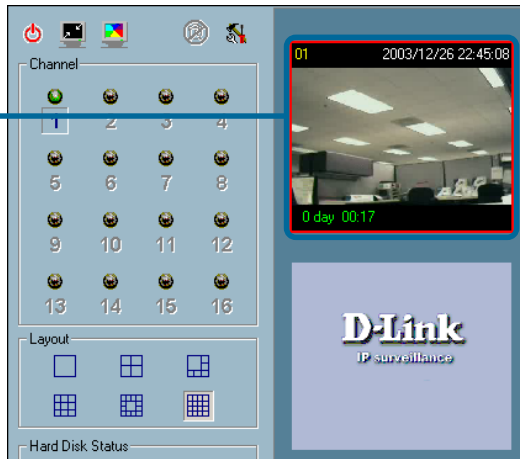 Channel
1 2 3 4
5 6 7 8
9 10 11 12
13 14 15 16
Layout
Hard Disk Status
01 2003/12/26 22:45:08
0 day 00:17
D-Link
IP surveillance